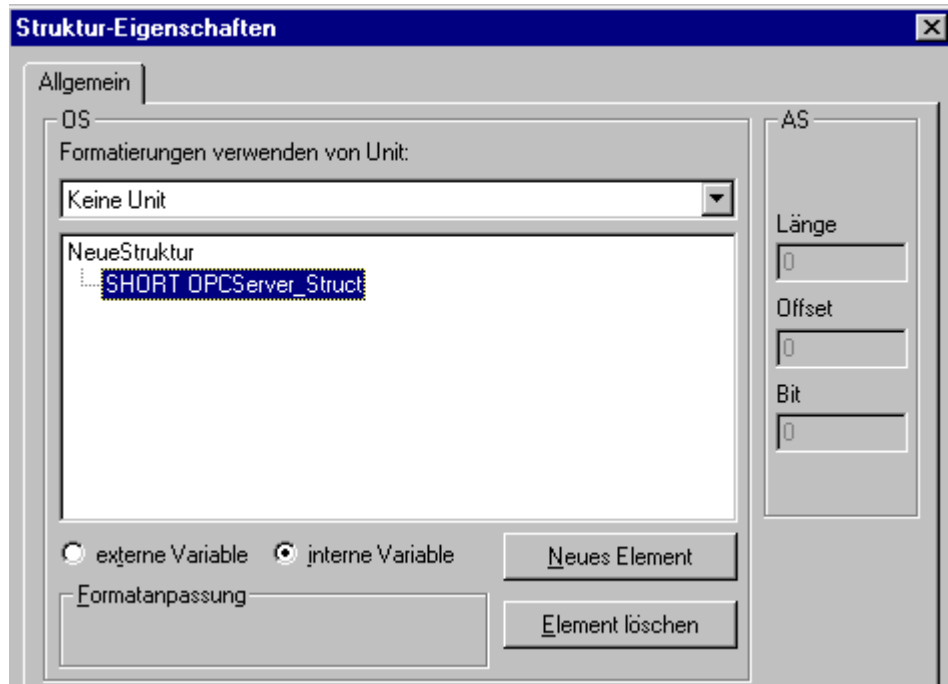 Struktur-Eigenschaften
Allgemein
OS
Formatierungen verwenden von Unit:
Keine Unit
NeueStruktur
SHORT OPCServer_Struct
externe Variable
interne Variable
Neues Element
Formatanpassung
Element löschen
AS
Länge
0
Offset
0
Bit
0